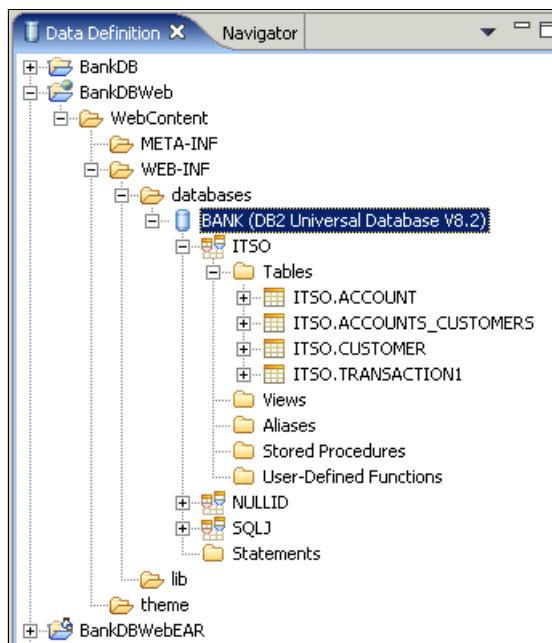 Data Definition Navigator
BankDB
BankDBWeb
WebContent
META-INF
WEB-INF
databases
BANK (DB2 Universal Database V8.2)
ITSO
Tables
ITSO.ACCOUNT
ITSO.ACCOUNTS_CUSTOMERS
ITSO.CUSTOMER
ITSO.TRANSACTION1
Views
Aliases
Stored Procedures
User-Defined Functions
NULLID
SQLJ
Statements
lib
theme
BankDBWebEAR